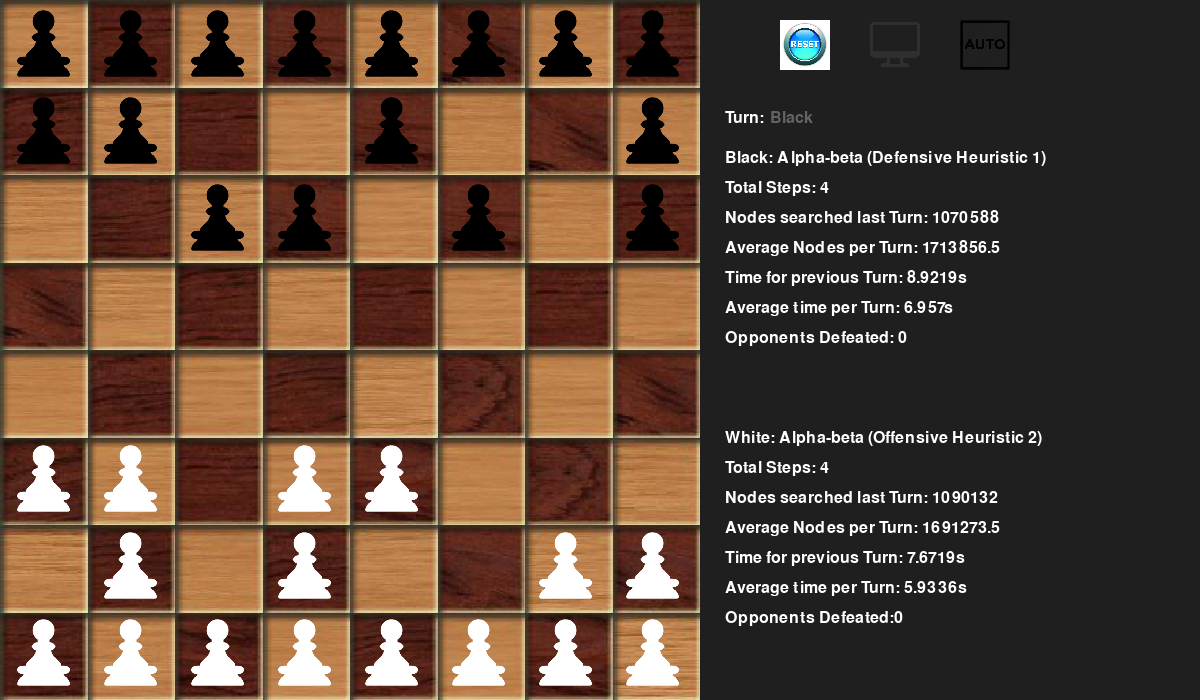 RESET
AUTO
Turn: Black
Black: Alpha-beta (Defensive Heuristic 1)
Total Steps: 4
Nodes searched last Turn: 1070588
Average Nodes per Turn: 1713856.5
Time for previous Turn: 8.9219s
Average time per Turn: 6.957s
Opponents Defeated: 0
White: Alpha-beta (Offensive Heuristic 2)
Total Steps: 4
Nodes searched last Turn: 1090132
Average Nodes per Turn: 1691273.5
Time for previous Turn: 7.6719s
Average time per Turn: 5.9336s
Opponents Defeated:0